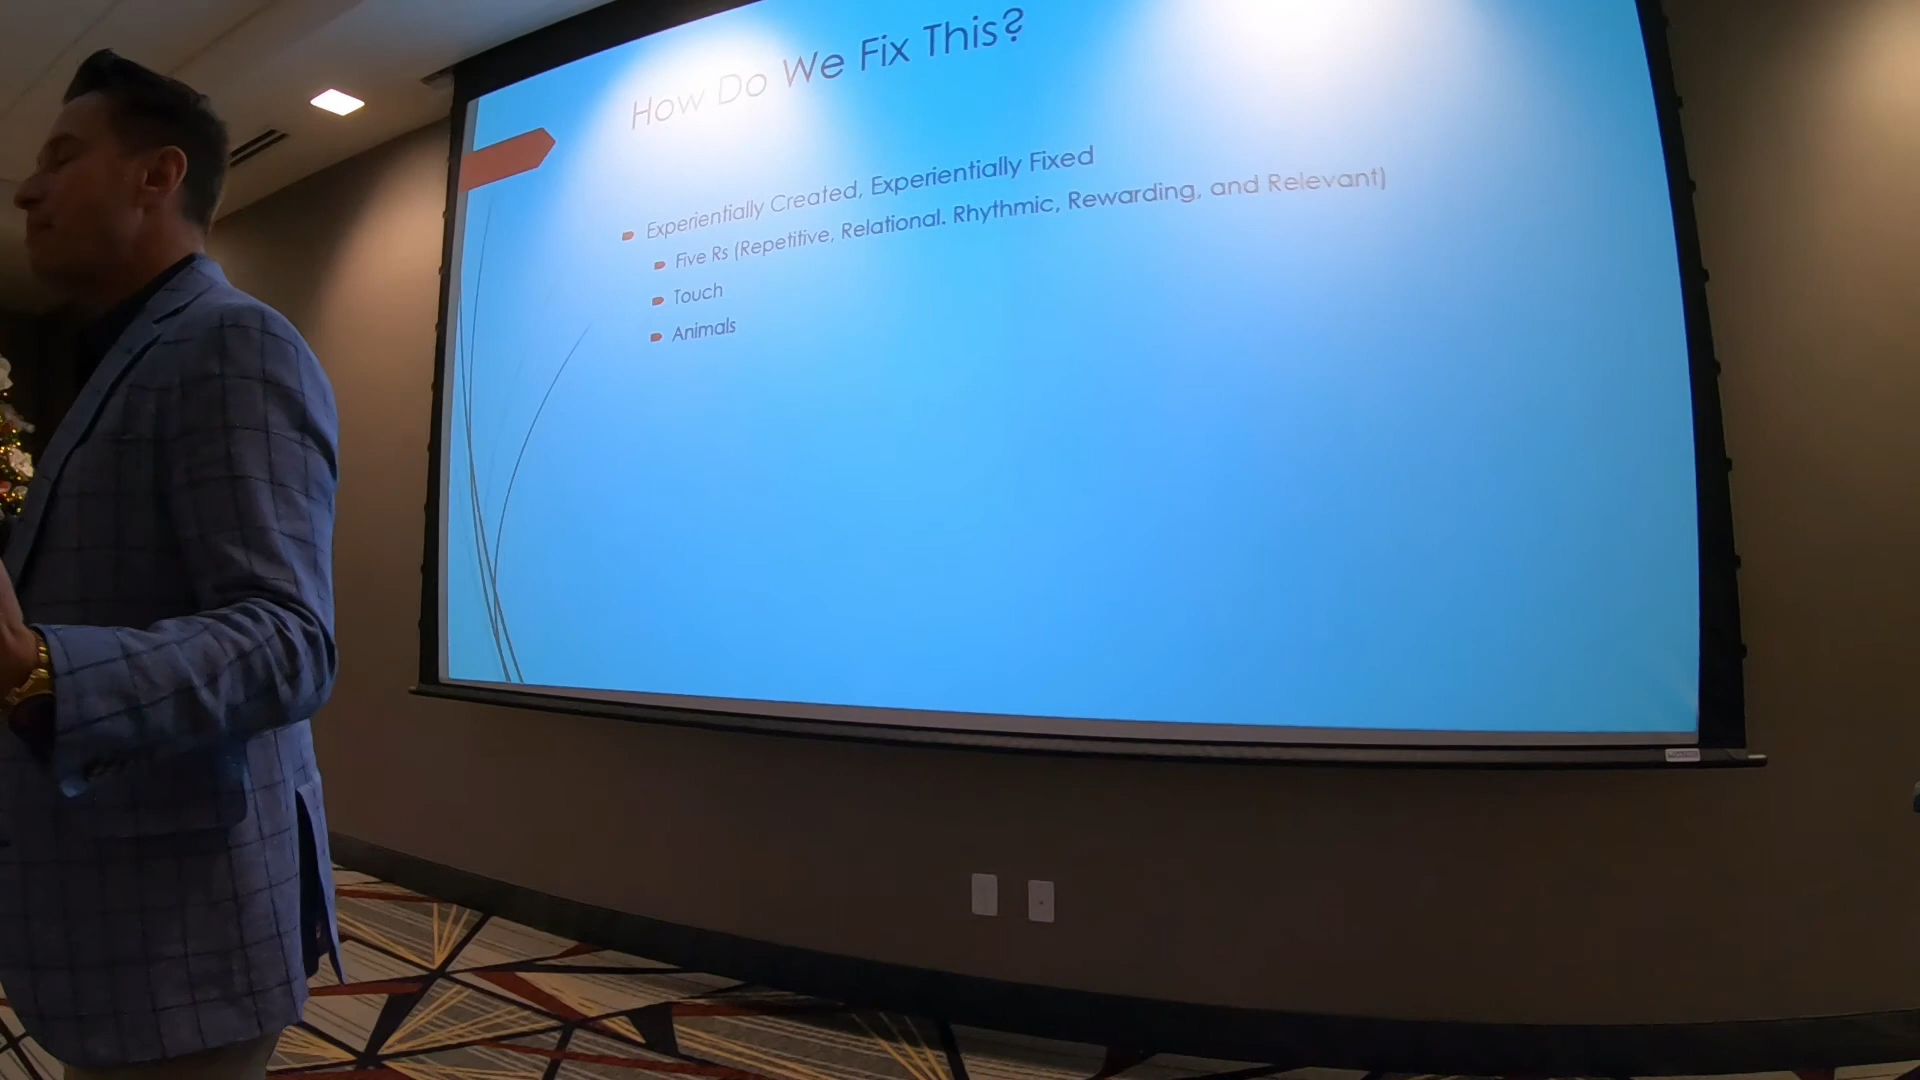 How Do We Fix This?
Experientially Created, Experientially Fixed
Five Rs (Repetitive, Relational. Rhythmic, Rewarding, and Relevant)
Touch
Animals